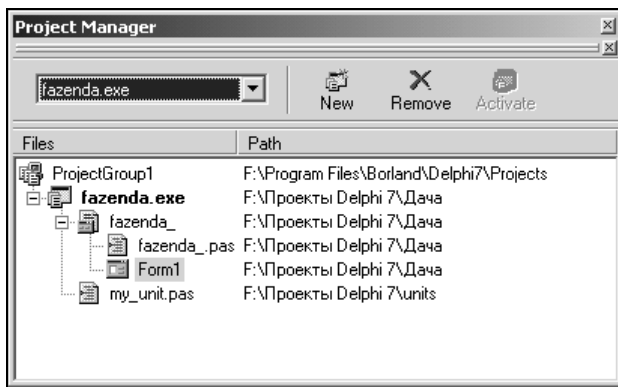 Project Manager
fazenda.exe
New Remove Activate
Files Path
ProjectGroup1 F:\Program Files\Borland\Delphi7\Projects
fazenda.exe F:\Проекты Delphi 7\Дача
fazenda_ F:\Проекты Delphi 7\Дача
fazenda_.pas F:\Проекты Delphi 7\Дача
Form1 F:\Проекты Delphi 7\Дача
my_unit.pas F:\Проекты Delphi 7\units